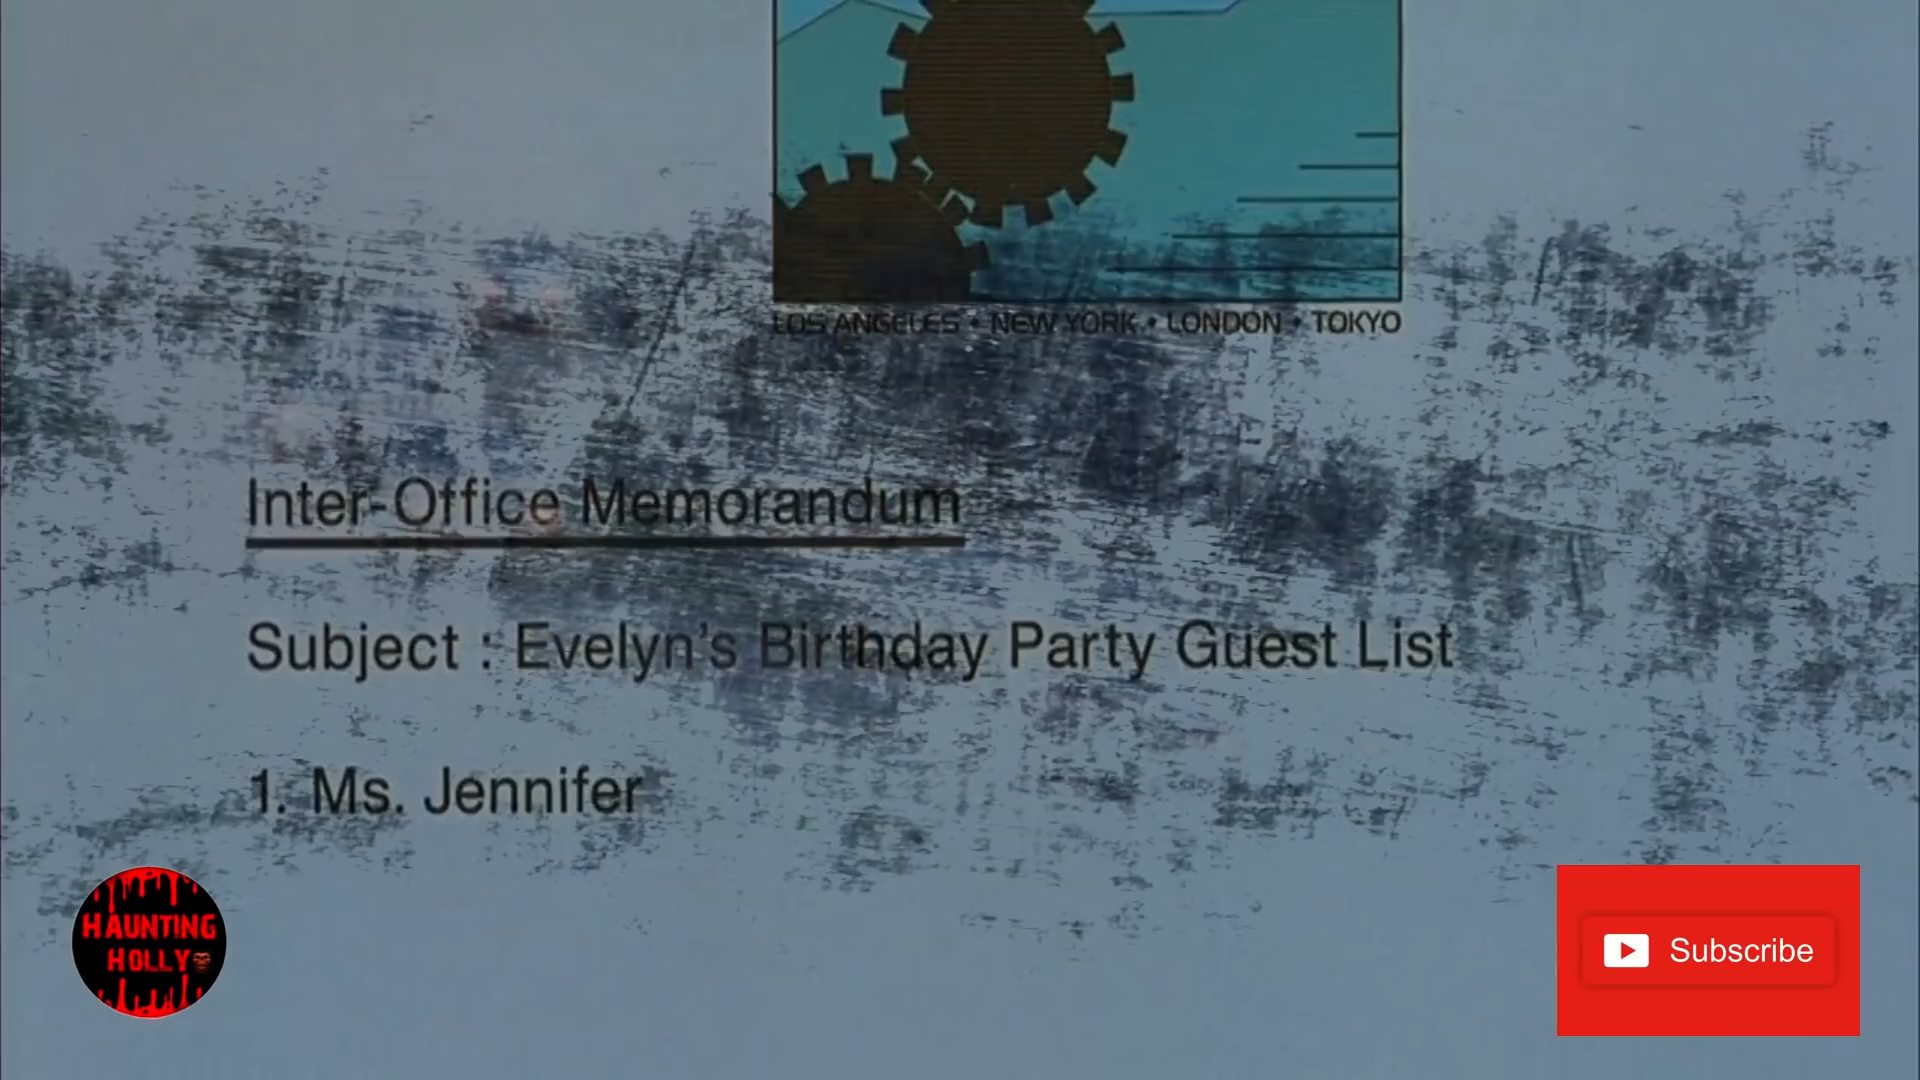 LOS ANGELES • NEW YORK • LONDON • TOKYO
Inter-Office Memorandum
Subject : Evelyn's Birthday Party Guest List
1. Ms. Jennifer
HAUNTING
HOLLY
Subscribe